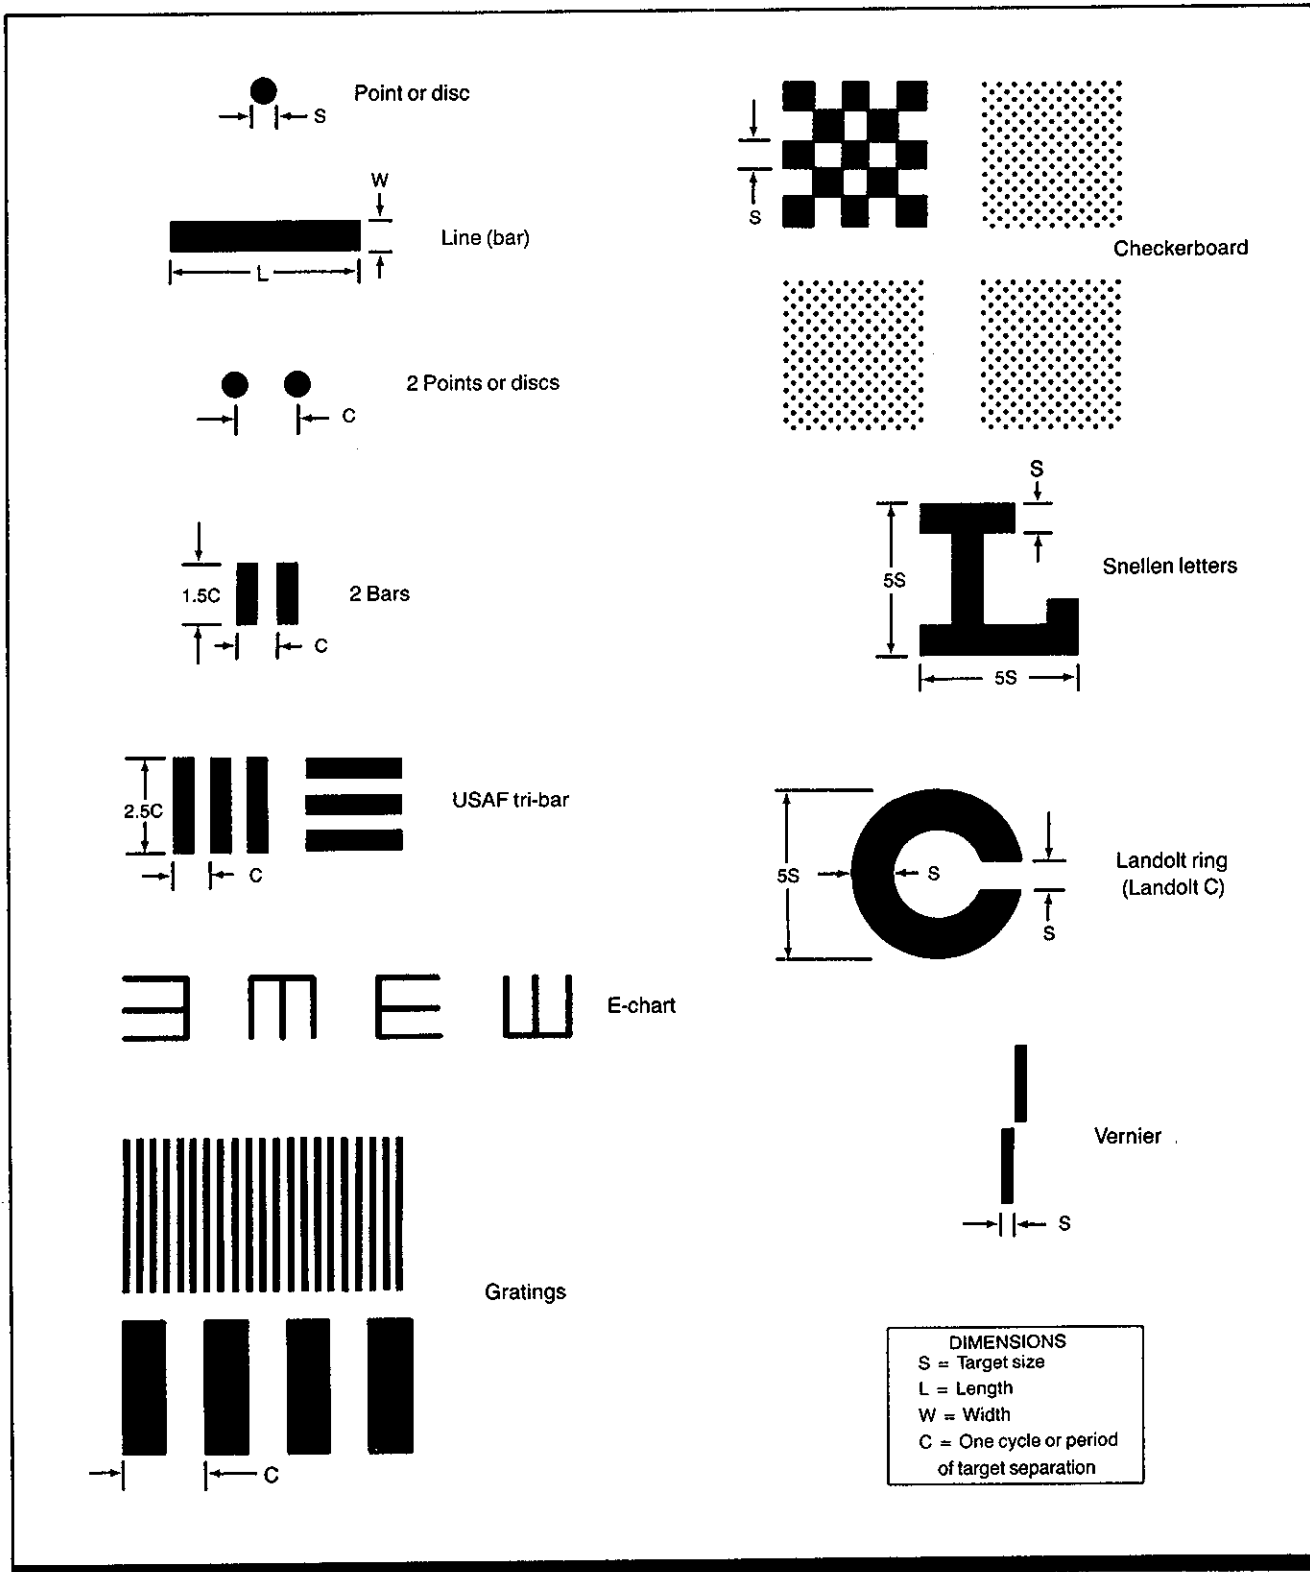 Point or disc
S
W
Line (bar)
L
2 Points or discs
C
1.5C
2 Bars
C
2.5C
USAF tri-bar
C
E-chart
Gratings
C
S
Checkerboard
S
5S
Snellen letters
5S
5S
S
Landolt ring
(Landolt C)
S
Vernier
S
DIMENSIONS
S = Target size
L = Length
W = Width
C = One cycle or period
of target separation